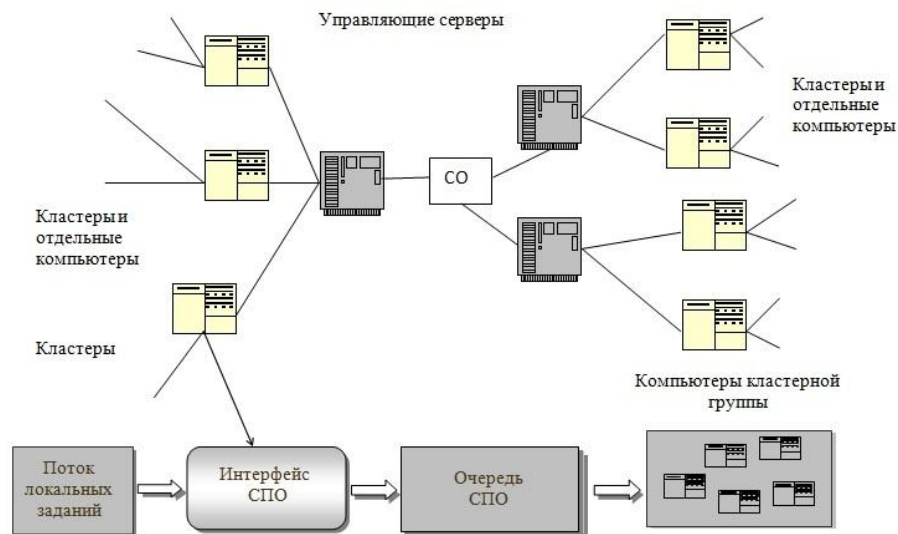 Управляющие серверы
Кластеры и
отдельные
компьютеры
СО
Кластеры и
отдельные
компьютеры
Кластеры
Компьютеры кластерной
группы
Поток
локальных
заданий
Интерфейс
СПО
Очередь
СПО